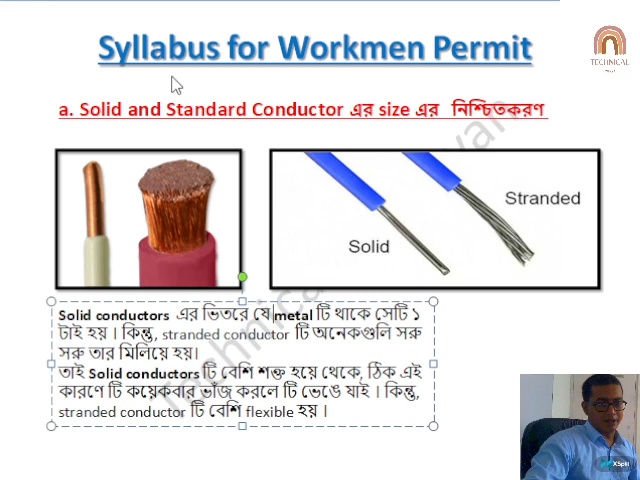 Syllabus for Workmen Permit
TECHNICAL
a. Solid and Standard Conductor এর size এর নিশ্চিতকরণ
Stranded
Solid
Solid conductors এর ভিতরে যে metal টি থাকে সেটি ১
টাই হয় । কিন্তু, stranded conductor টি অনেকগুলি সরু
সরু তার মিলিয়ে হয়।
তাই Solid conductors টি বেশি শক্ত হয়ে থেকে, ঠিক এই
কারণে টি কয়েকবার ভাঁজ করলে টি ভেঙে যাই । কিন্তু,
stranded conductor টি বেশি flexible হয় ।
XSplit